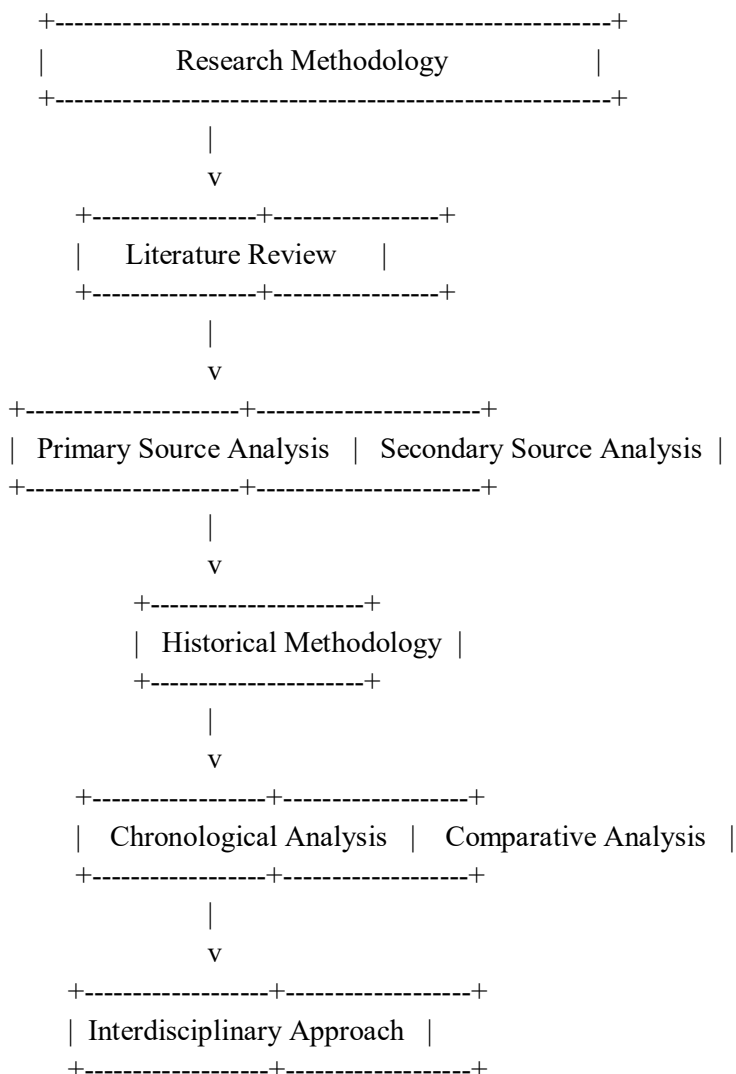 +----------------------------------------------------------+
| Research Methodology |
+----------------------------------------------------------+
|
v
+-----------------+-----------------+
| Literature Review |
+-----------------+-----------------+
|
v
+----------------------+-----------------------+
| Primary Source Analysis | Secondary Source Analysis |
+----------------------+-----------------------+
|
v
+----------------------+
| Historical Methodology |
+----------------------+
|
v
+------------------+-------------------+
| Chronological Analysis | Comparative Analysis |
+------------------+-------------------+
|
v
+-------------------+-------------------+
| Interdisciplinary Approach |
+-------------------+-------------------+